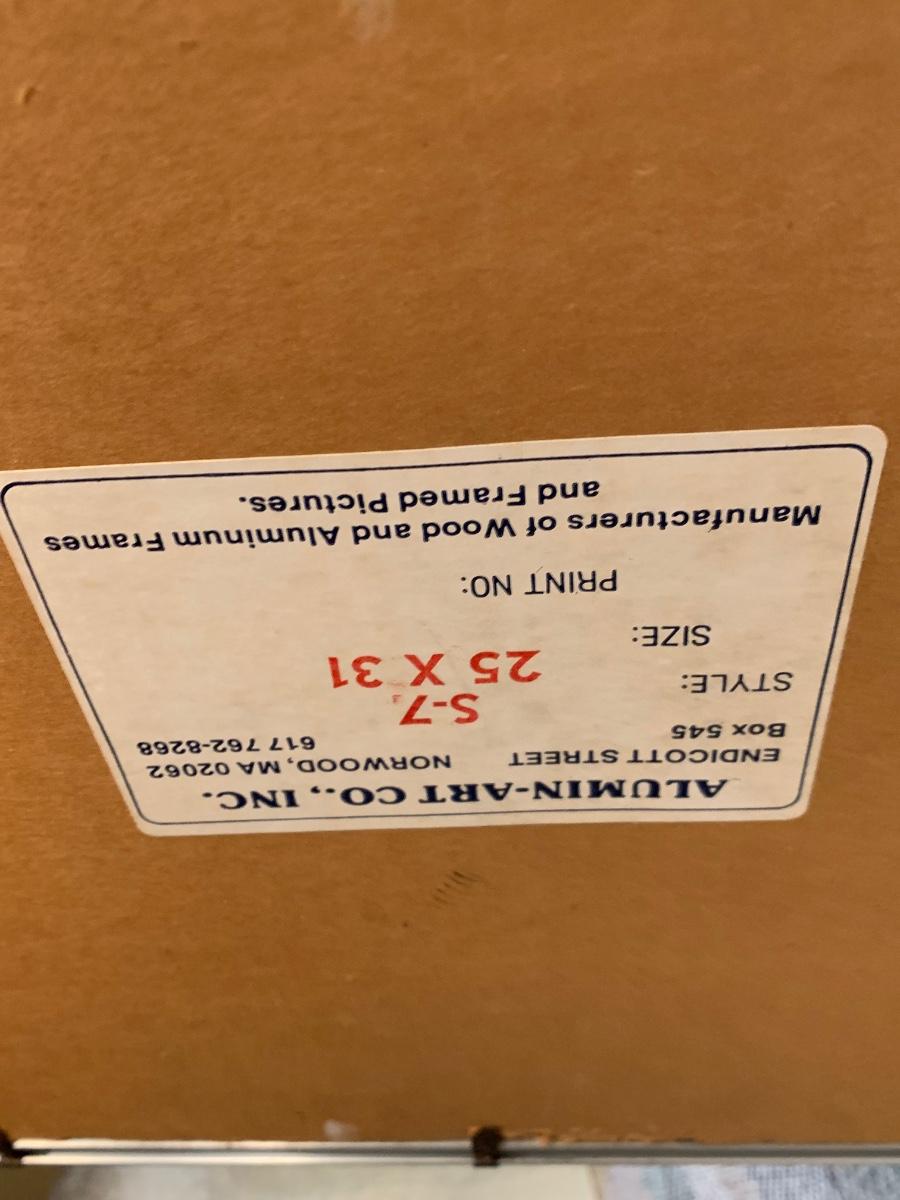 ALUMIN-ART CO., INC.
ENDICOTT STREET NORWOOD, MA 02062
Box 545 617 762-8268
S-7
STYLE:
25 X 31
SIZE:
PRINT NO:
Manufacturers of Wood and Aluminum Frames
and Framed Pictures.